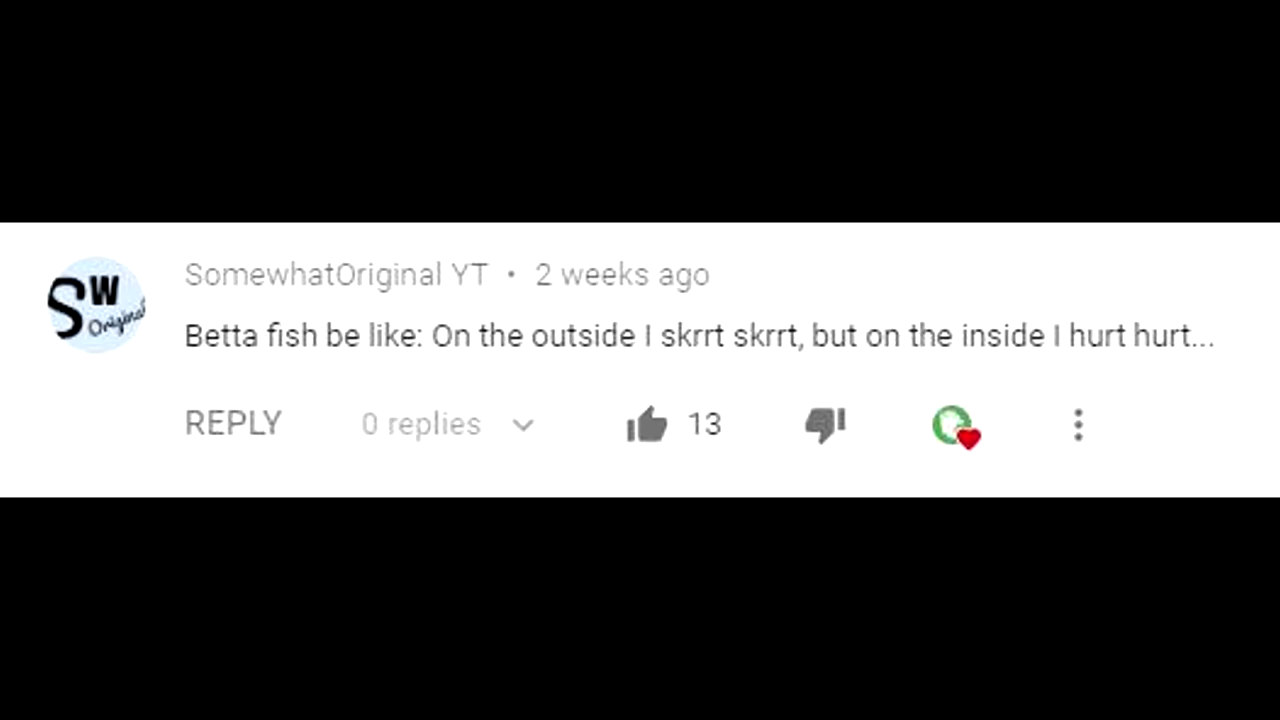 SW
Original
SomewhatOriginal YT • 2 weeks ago
Betta fish be like: On the outside I skrrt skrrt, but on the inside I hurt hurt...
REPLY 0 replies 13